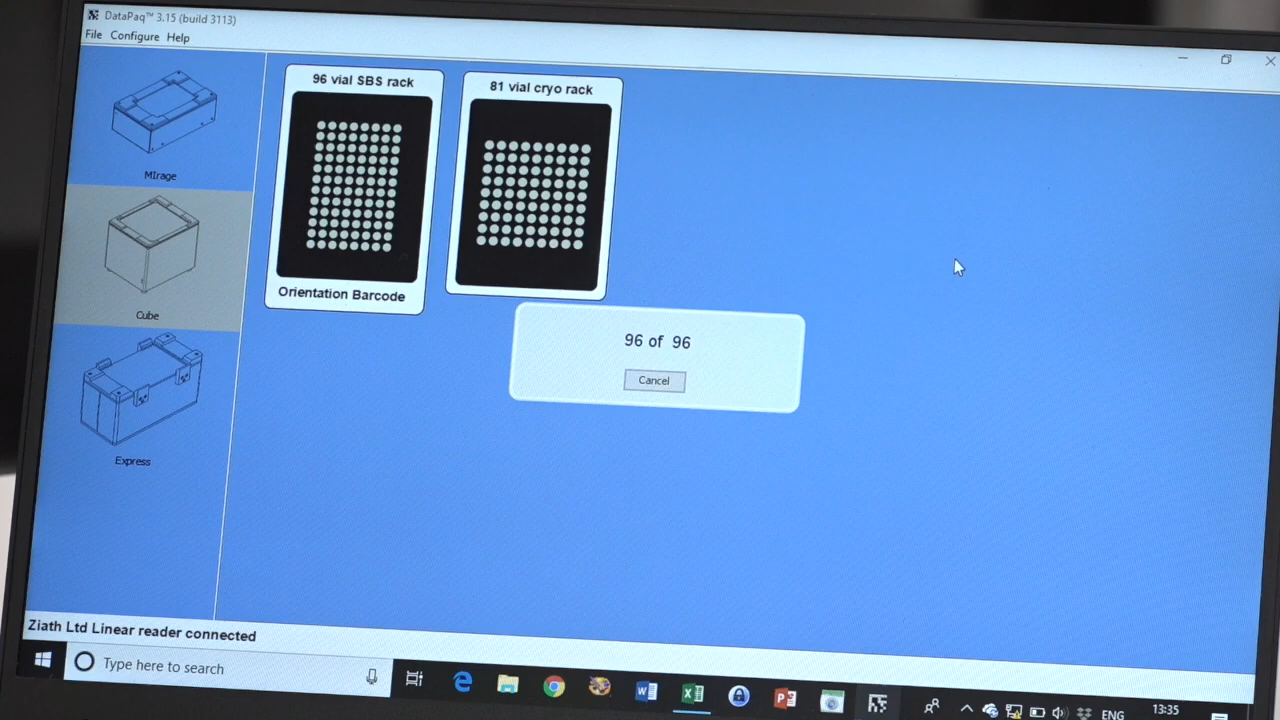 DataPaq™ 3.15 (build 3113)
File Configure Help
MIrage
Cube
Express
96 vial SBS rack
Orientation Barcode
81 vial cryo rack
96 of 96
Cancel
Ziath Ltd Linear reader connected
Type here to search
ENG
13:35